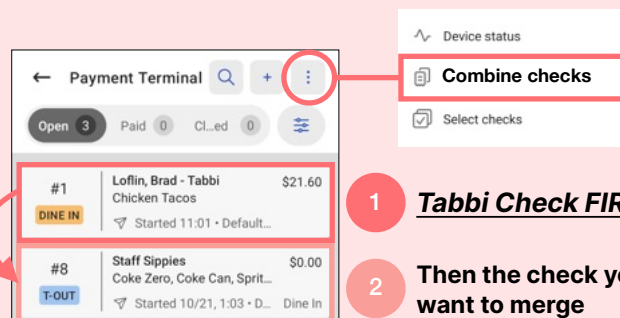 Device status
Combine checks
Select checks
← Payment Terminal +
Open 3 Paid 0 Cl...ed 0
#1
DINE IN
Loflin, Brad - Tabbi $21.60
Chicken Tacos
Started 11:01 • Default...
#8
T-OUT
Staff Sippies $0.00
Coke Zero, Coke Can, Sprit...
Started 10/21, 1:03 • D... Dine In
1 Tabbi Check FIR
2 Then the check yo
want to merge